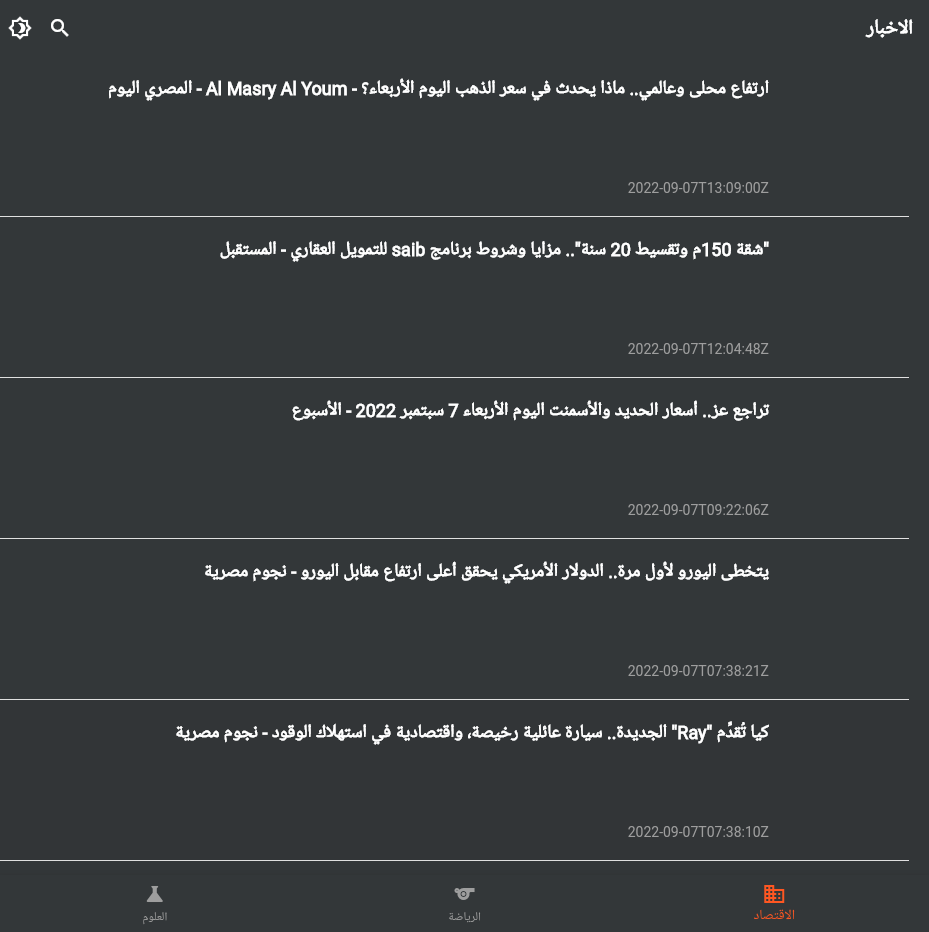 الاخبار
ارتفاع محلى وعالمي.. ماذا يحدث في سعر الذهب اليوم الأربعاء؟ - Al Masry Al Youm - المصري اليوم
2022-09-07T13:09:00Z
"شقة 150م وتقسيط 20 سنة".. مزايا وشروط برنامج saib للتمويل العقاري - المستقبل
2022-09-07T12:04:48Z
تراجع عز.. أسعار الحديد والأسمنت اليوم الأربعاء 7 سبتمبر 2022 - الأسبوع
2022-09-07T09:22:06Z
يتخطى اليورو لأول مرة.. الدولار الأمريكي يحقق أعلى ارتفاع مقابل اليورو - نجوم مصرية
2022-09-07T07:38:21Z
كيا تُقدِّم "Ray" الجديدة.. سيارة عائلية رخيصة، واقتصادية في استهلاك الوقود - نجوم مصرية
2022-09-07T07:38:10Z
الاقتصاد
الرياضة
العلوم